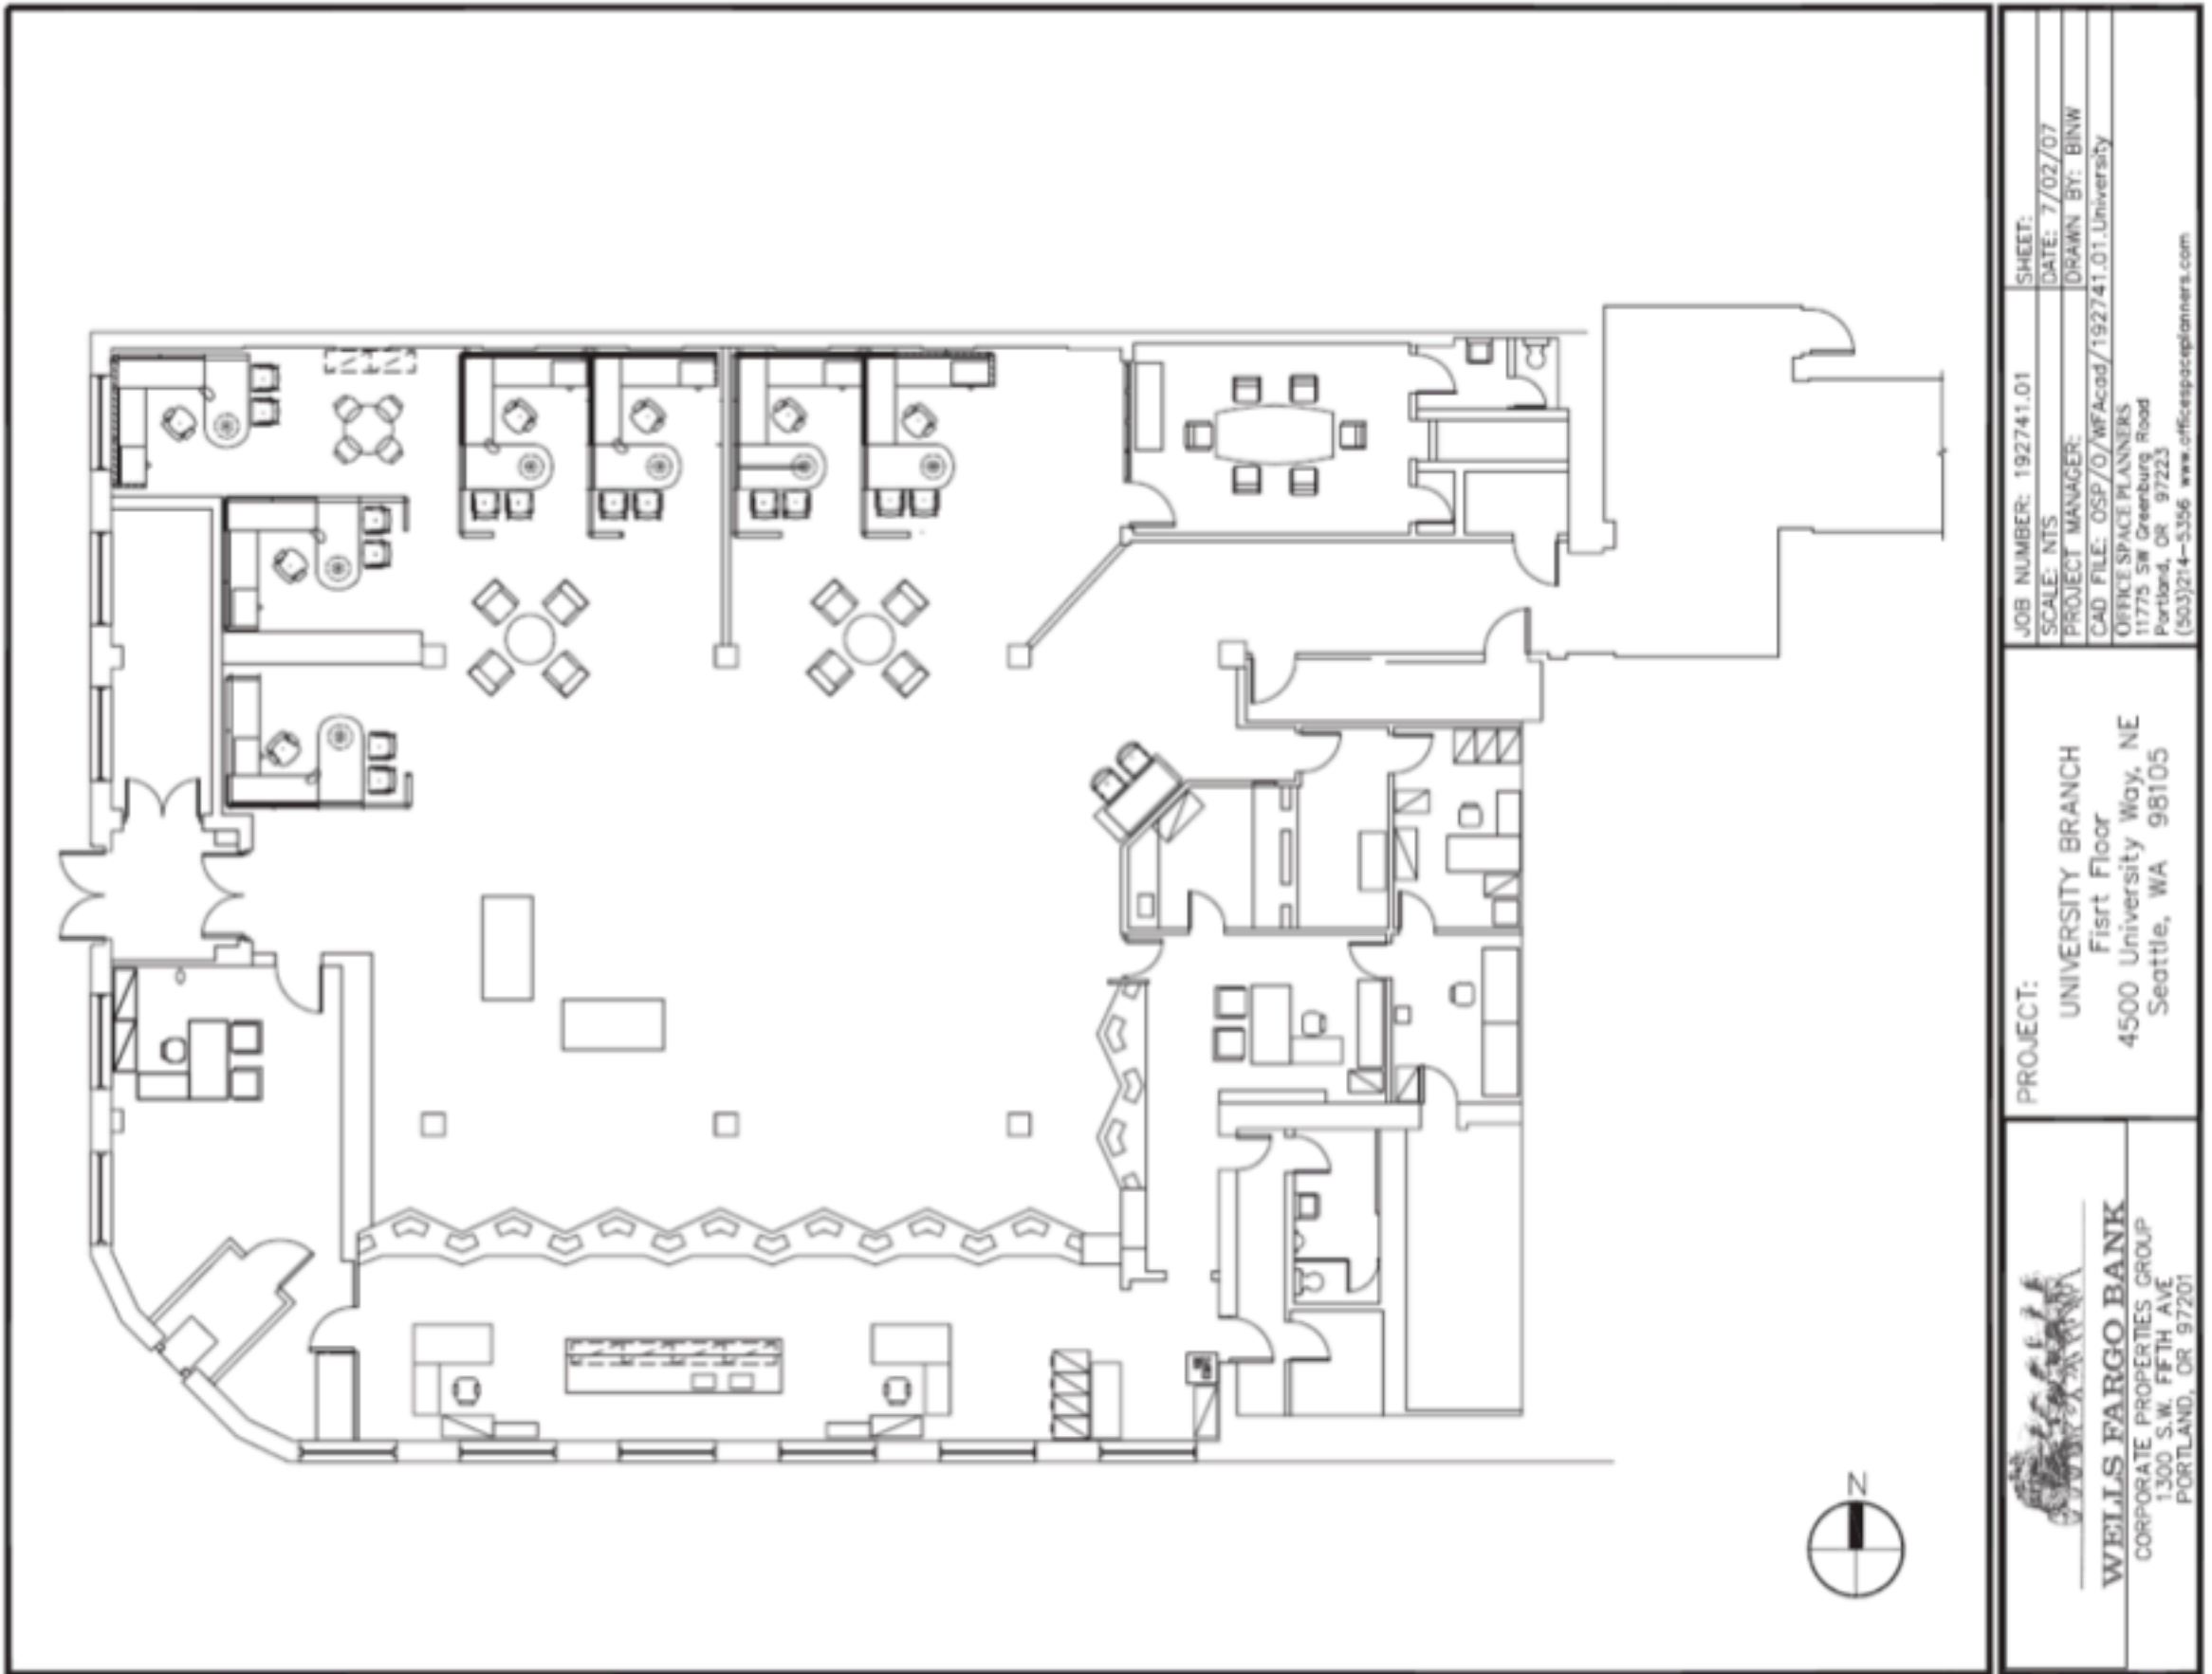 N
JOB NUMBER: 192741.01
SHEET:
SCALE: NTS
DATE: 7/02/07
PROJECT MANAGER:
DRAWN BY: BINW
CAD FILE: OSP/O/WFAcad/192741.01.University
OFFICE SPACE PLANNERS
11775 SW Greenburg Road
Portland, OR 97223
(503)214-5356 www.officespaceplanners.com
PROJECT:
UNIVERSITY BRANCH
Fisrt Floor
4500 University Way, NE
Seattle, WA 98105
WELLS FARGO BANK
CORPORATE PROPERTIES GROUP
1300 S.W. FIFTH AVE
PORTLAND, OR 97201